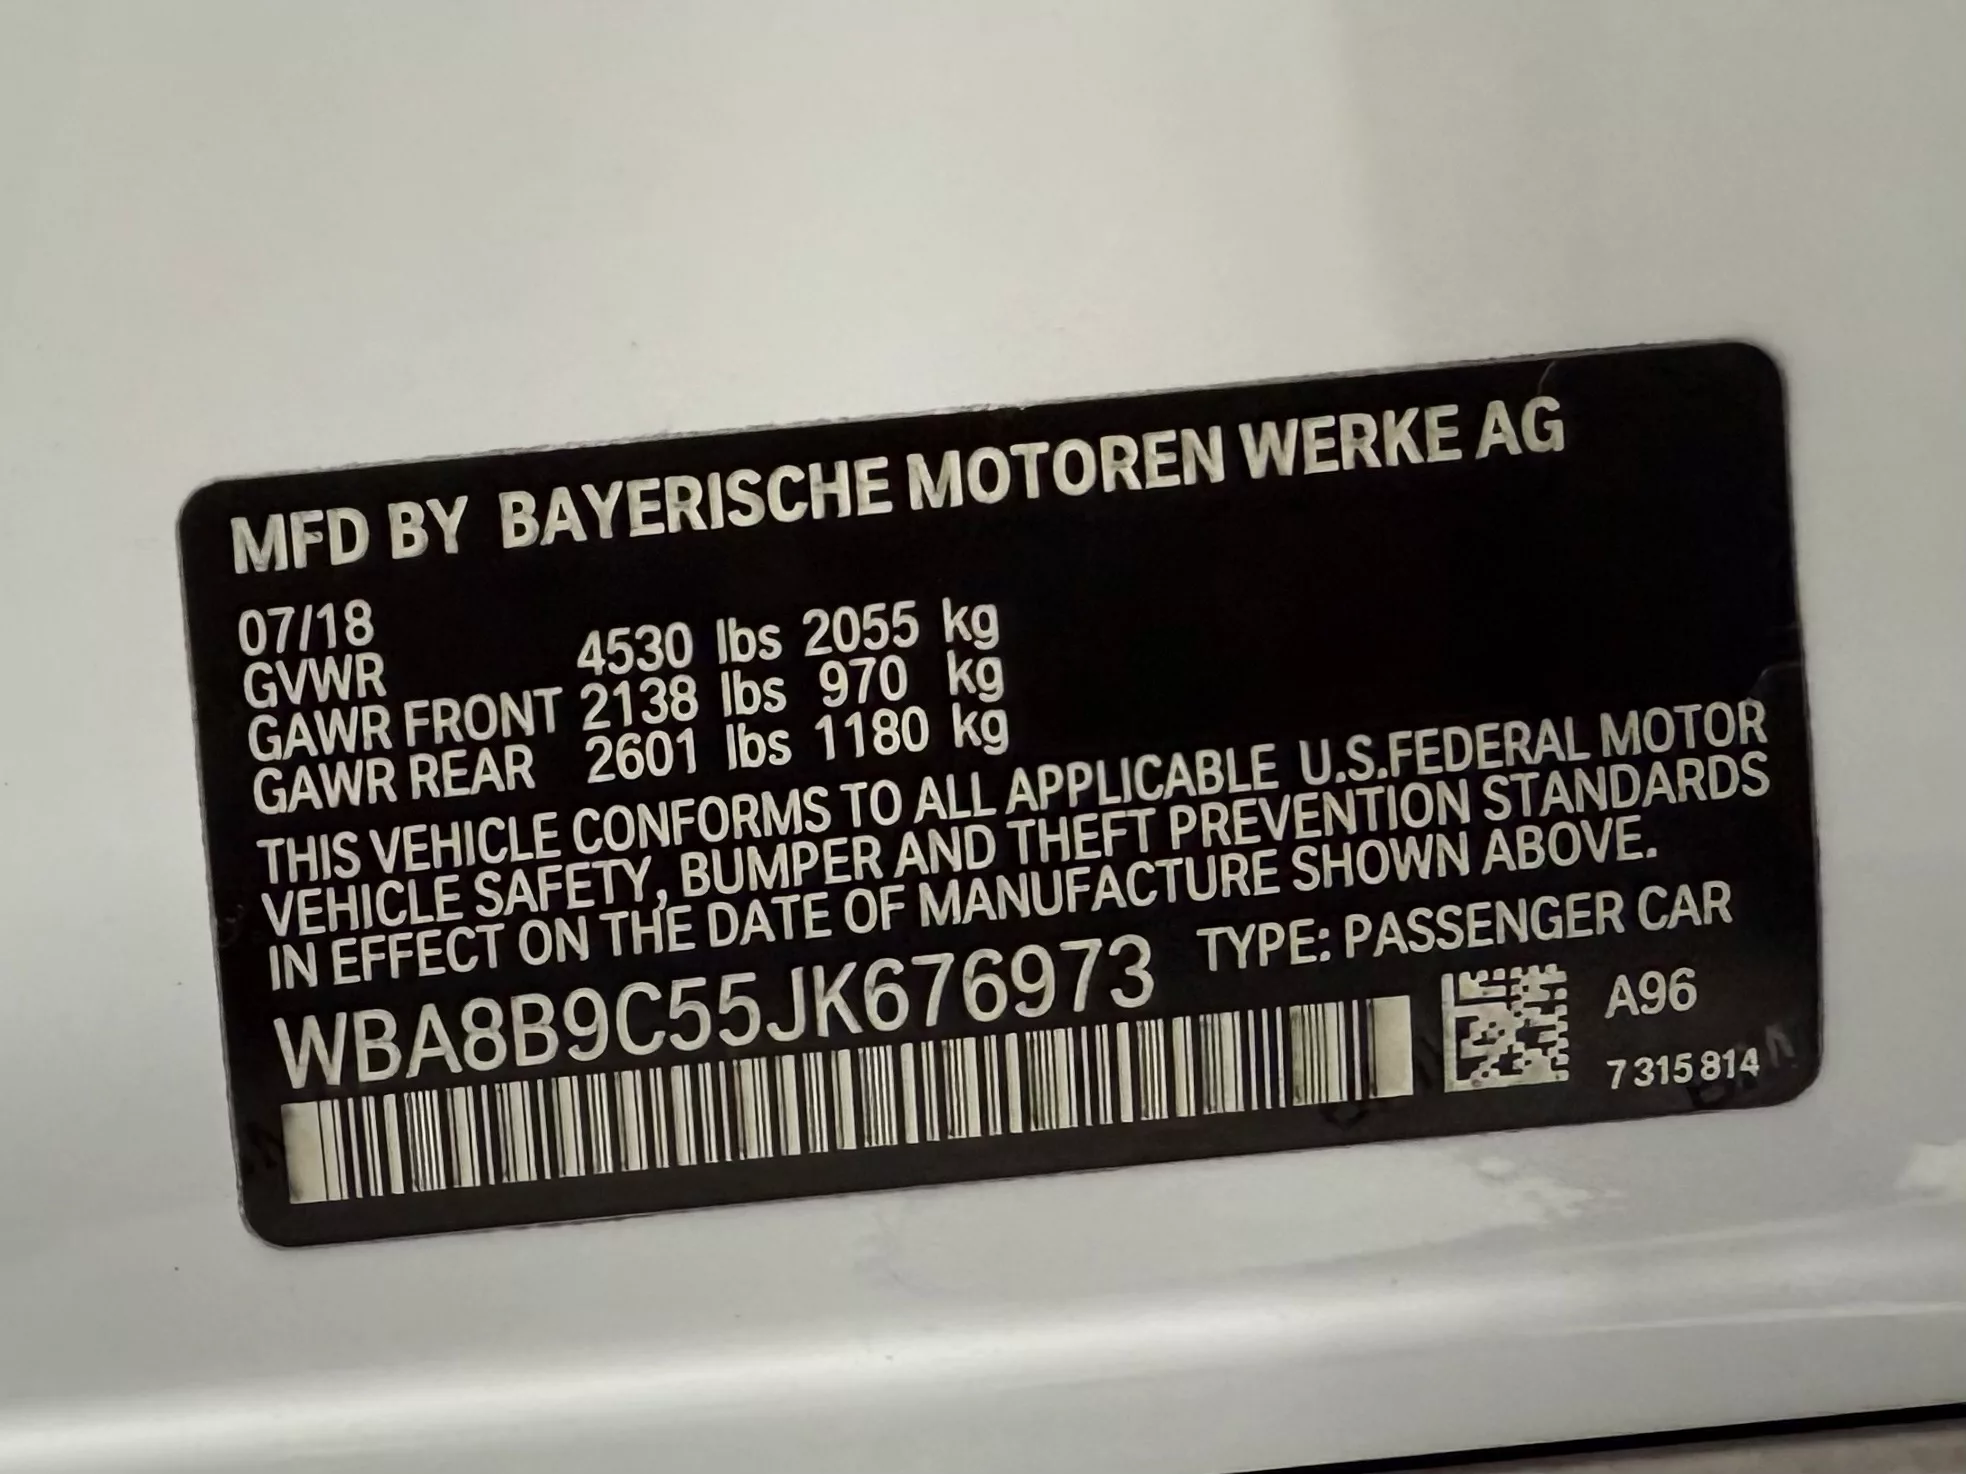 MFD BY BAYERISCHE MOTOREN WERKE AG
07/18
GVWR 4530 lbs 2055 kg
GAWR FRONT 2138 lbs 970 kg
GAWR REAR 2601 lbs 1180 kg
THIS VEHICLE CONFORMS TO ALL APPLICABLE U.S.FEDERAL MOTOR
VEHICLE SAFETY, BUMPER AND THEFT PREVENTION STANDARDS
IN EFFECT ON THE DATE OF MANUFACTURE SHOWN ABOVE.
WBA8B9C55JK676973 TYPE: PASSENGER CAR
A96
7 315 814